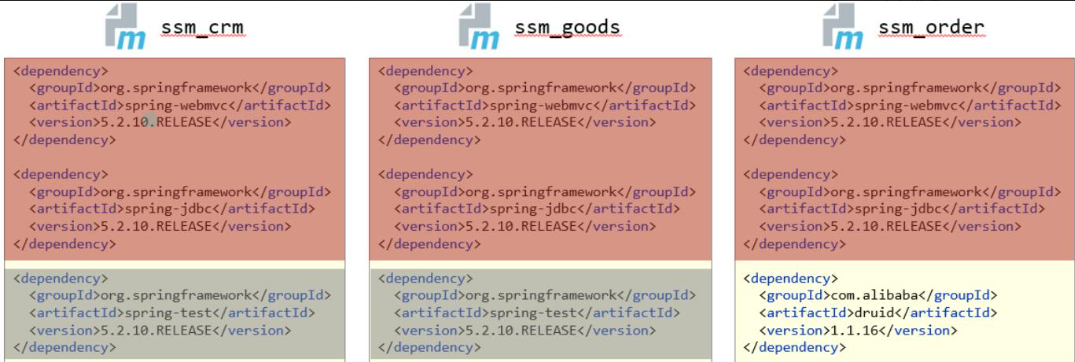 ssm_crm
<dependency>
<groupId>org.springframework</groupId>
<artifactId>spring-webmvc</artifactId>
<version>5.2.10.RELEASE</version>
</dependency>
<dependency>
<groupId>org.springframework</groupId>
<artifactId>spring-jdbc</artifactId>
<version>5.2.10.RELEASE</version>
</dependency>
<dependency>
<groupId>org.springframework</groupId>
<artifactId>spring-test</artifactId>
<version>5.2.10.RELEASE</version>
</dependency>
ssm_goods
<dependency>
<groupId>org.springframework</groupId>
<artifactId>spring-webmvc</artifactId>
<version>5.2.10.RELEASE</version>
</dependency>
<dependency>
<groupId>org.springframework</groupId>
<artifactId>spring-jdbc</artifactId>
<version>5.2.10.RELEASE</version>
</dependency>
<dependency>
<groupId>org.springframework</groupId>
<artifactId>spring-test</artifactId>
<version>5.2.10.RELEASE</version>
</dependency>
ssm_order
<dependency>
<groupId>org.springframework</groupId>
<artifactId>spring-webmvc</artifactId>
<version>5.2.10.RELEASE</version>
</dependency>
<dependency>
<groupId>org.springframework</groupId>
<artifactId>spring-jdbc</artifactId>
<version>5.2.10.RELEASE</version>
</dependency>
<dependency>
<groupId>com.alibaba</groupId>
<artifactId>druid</artifactId>
<version>1.1.16</version>
</dependency>